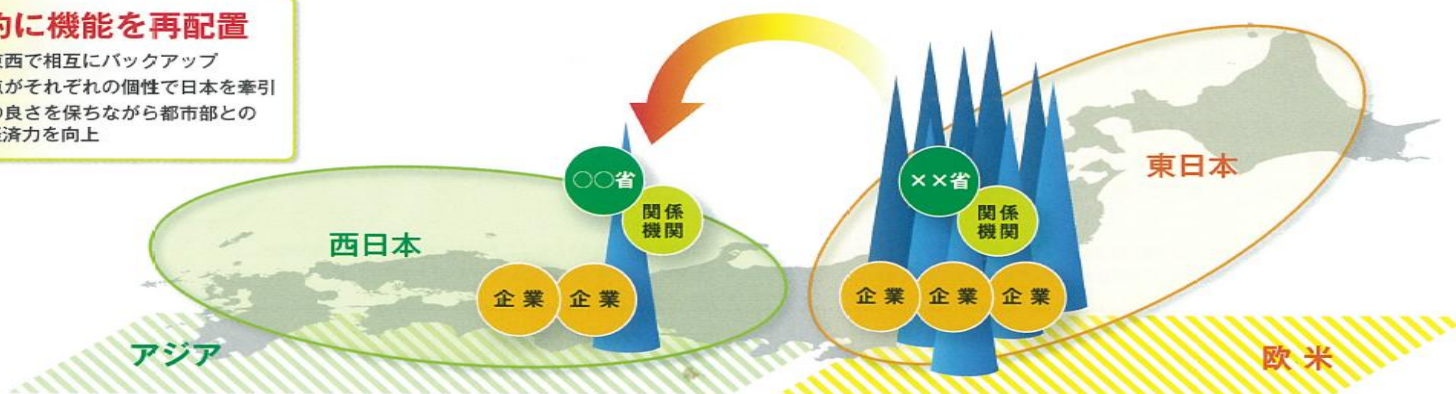 的に機能を再配置
東西で相互にバックアップ
点がそれぞれの個性で日本を牽引
の良さを保ちながら都市部との
経済力を向上
○○省
関係
機関
西日本
企業
企業
アジア
××省
関係
機関
東日本
企業
企業
企業
欧米